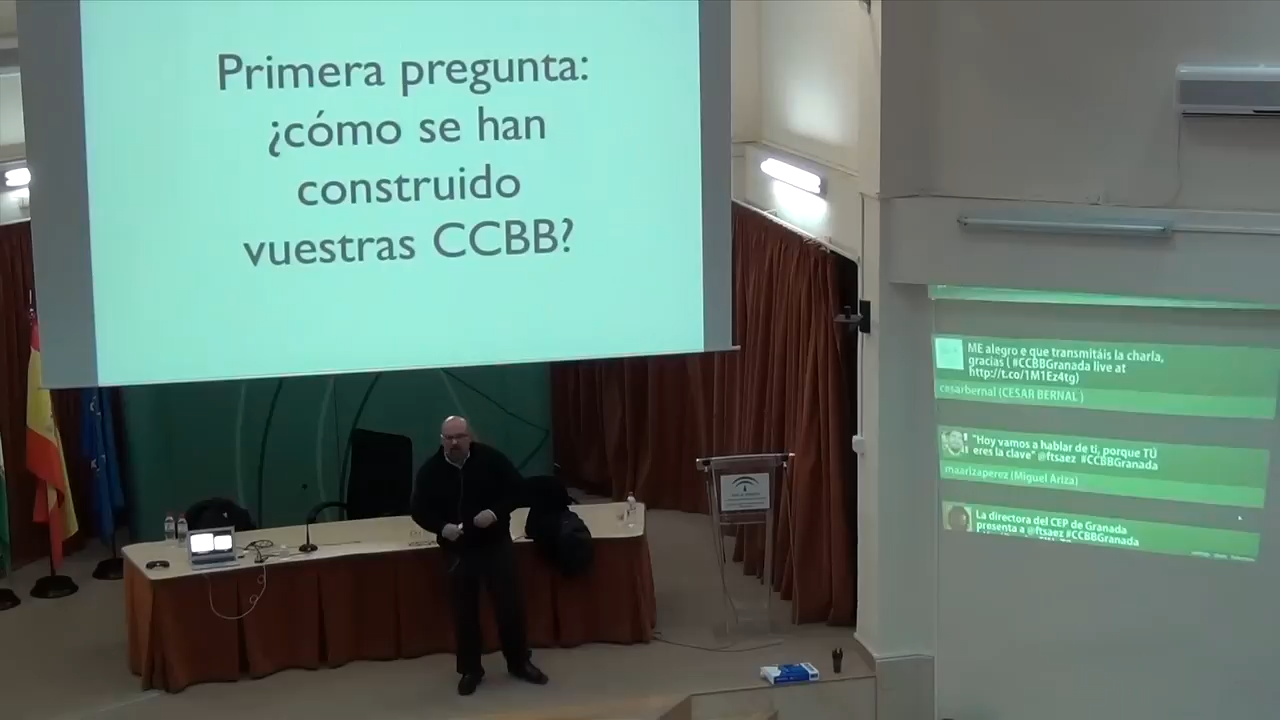 Primera pregunta:
¿cómo se han
construido
vuestras CCBB?
ME alegro e que transmitáis la charla,
gracias ( #CCBBGranada live at
http://t.co/1M1Ez4tg)
cesarbernal (CESAR BERNAL )
"Hoy vamos a hablar de ti, porque TÚ
eres la clave" @ftsaez #CCBBGranada
maarizaperez (Miguel Ariza)
La directora del CEP de Granada
presenta a @ftsaez #CCBBGranada